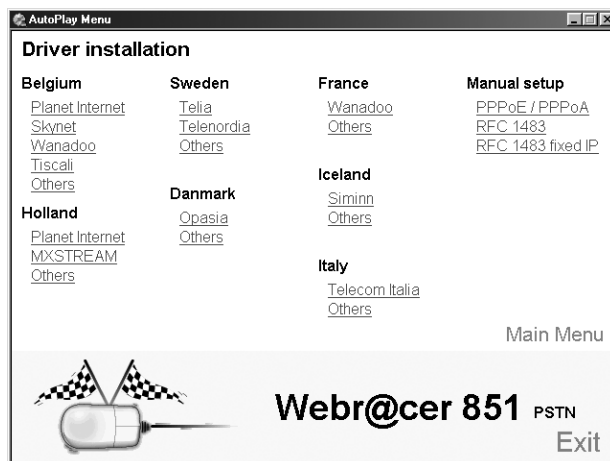 AutoPlay Menu
Driver installation
Belgium
Planet Internet
Skynet
Wanadoo
Tiscali
Others
Holland
Planet Internet
MXSTREAM
Others
Sweden
Telia
Telenordia
Others
Danmark
Opasia
Others
France
Wanadoo
Others
Iceland
Siminn
Others
Italy
Telecom Italia
Others
Manual setup
PPPoE / PPPoA
RFC 1483
RFC 1483 fixed IP
Main Menu
Webr@cer 851 PSTN
Exit